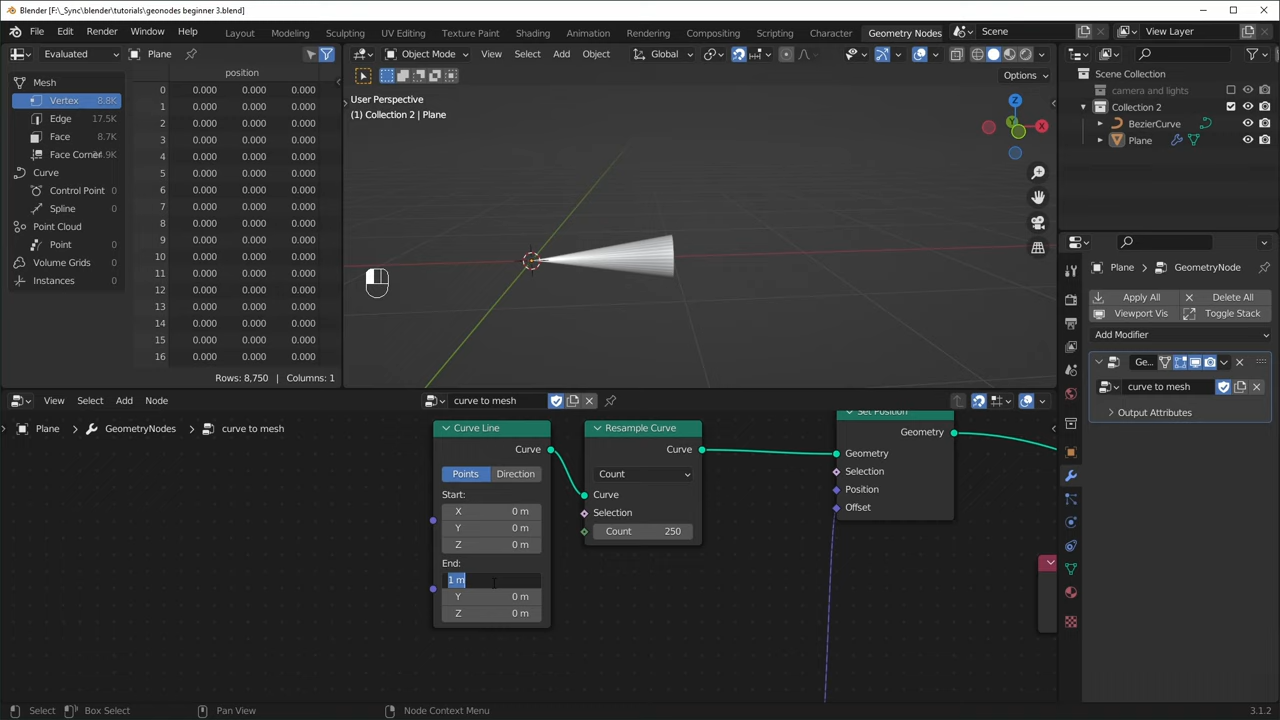 Blender [F:\_Sync\blender\tutorials\geonodes beginner 3.blend]
File Edit Render Window Help Layout Modeling Sculpting UV Editing Texture Paint Shading Animation Rendering Compositing Scripting Character Geometry Nodes Scene View Layer
Evaluated Plane
Object Mode View Select Add Object Global
Options
Mesh
Vertex 8.8K
Edge 17.5K
Face 8.7K
Face Corner
Curve
Control Point 0
Spline 0
Point Cloud
Point 0
Volume Grids 0
Instances 0
position
0 0.000 0.000 0.000
1 0.000 0.000 0.000
2 0.000 0.000 0.000
3 0.000 0.000 0.000
4 0.000 0.000 0.000
5 0.000 0.000 0.000
6 0.000 0.000 0.000
7 0.000 0.000 0.000
8 0.000 0.000 0.000
9 0.000 0.000 0.000
10 0.000 0.000 0.000
11 0.000 0.000 0.000
12 0.000 0.000 0.000
13 0.000 0.000 0.000
14 0.000 0.000 0.000
15 0.000 0.000 0.000
16 0.000 0.000 0.000
Rows: 8,750 | Columns: 1
User Perspective
(1) Collection 2 | Plane
Z
Y
X
Scene Collection
camera and lights
Collection 2
BezierCurve
Plane
Plane GeometryNode
Apply All Delete All
Viewport Vis Toggle Stack
Add Modifier
Ge...
curve to mesh
Output Attributes
View Select Add Node curve to mesh
Plane GeometryNodes curve to mesh
Curve Line
Curve
Points Direction
Start:
X 0 m
Y 0 m
Z 0 m
End:
1 m
Y 0 m
Z 0 m
Resample Curve
Curve
Count
Curve
Selection
Count 250
Set Position
Geometry
Geometry
Selection
Position
Offset
Select Box Select Pan View Node Context Menu 3.1.2